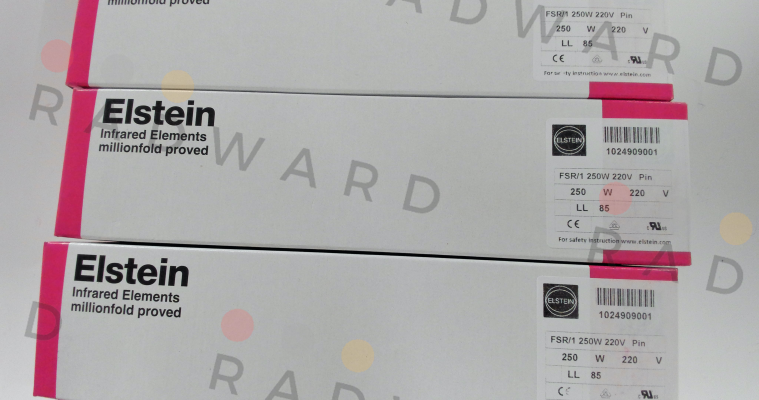 millionfold proved
FSR/1 250W 220V Pin
250 W 220 V
LL 85
CE
For safety instruction www.elstein.com
Elstein
Infrared Elements
millionfold proved
ELSTEIN
1024909001
FSR/1 250W 220V Pin
250 W 220 V
LL 85
CE
For safety instruction www.elstein.com
Elstein
Infrared Elements
millionfold proved
ELSTEIN
1024909001
FSR/1 250W 220V Pin
250 W 220 V
LL 85
CE
RADWARD
RADWARD